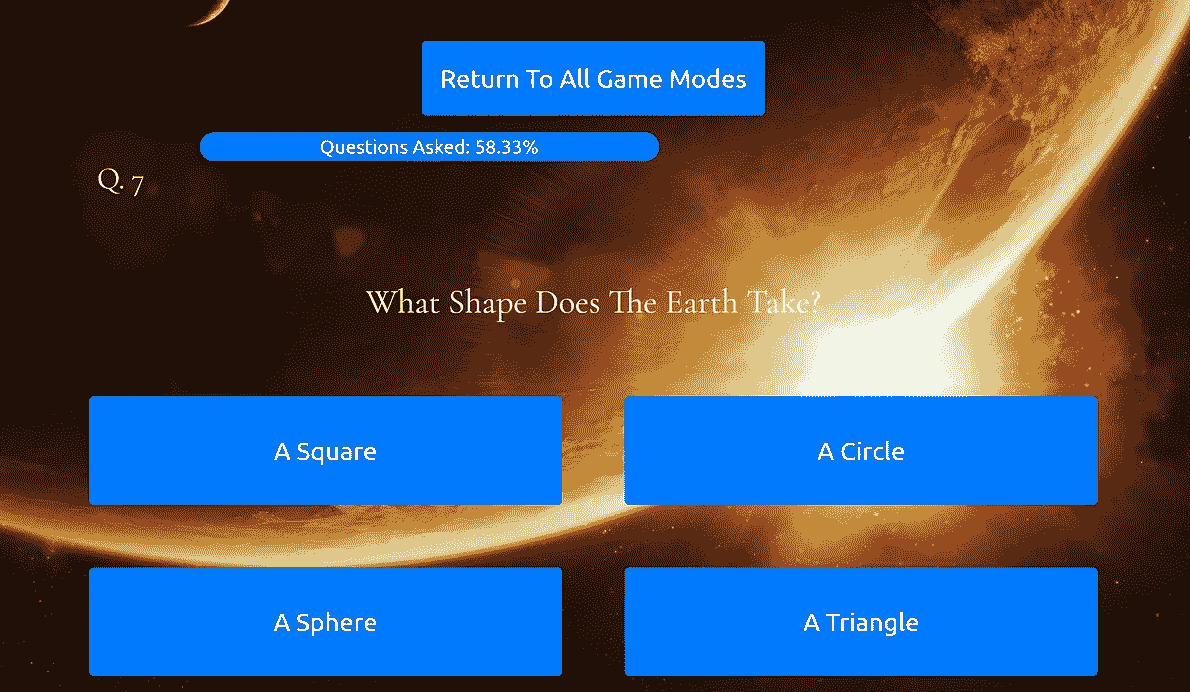 Return To All Game Modes
Questions Asked: 58.33%
Q. 7
What Shape Does The Earth Take?
A Square
A Circle
A Sphere
A Triangle